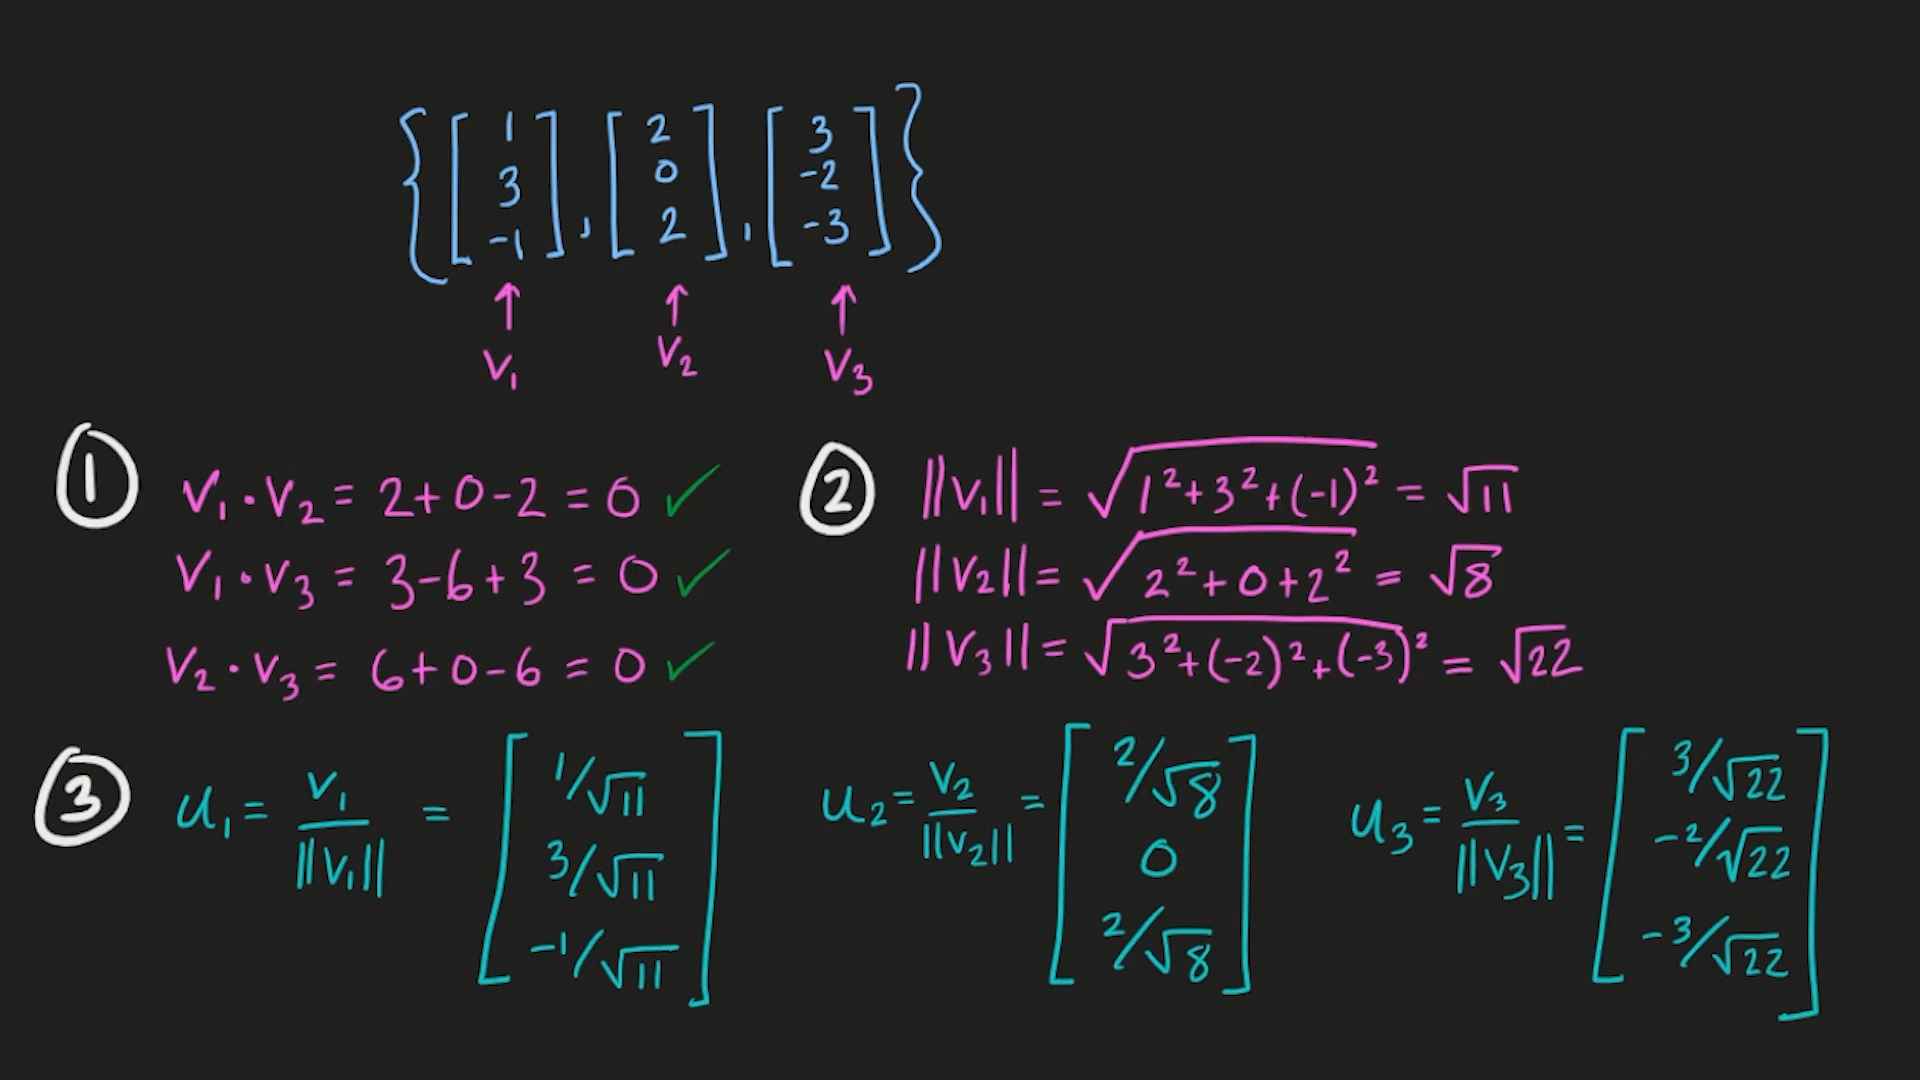 {[1 3 -1], [2 0 2], [3 -2 -3]}
↑ ↑ ↑
v₁ v₂ v₃
① v₁ · v₂ = 2+0-2 = 0 ✓
v₁ · v₃ = 3-6+3 = 0 ✓
v₂ · v₃ = 6+0-6 = 0 ✓
② ||v₁|| = √(1²+3²+(-1)²) = √11
||v₂|| = √(2²+0+2²) = √8
||v₃|| = √(3²+(-2)²+(-3)²) = √22
③ u₁ = v₁/||v₁|| = [1/√11 3/√11 -1/√11]
u₂ = v₂/||v₂|| = [2/√8 0 2/√8]
u₃ = v₃/||v₃|| = [3/√22 -2/√22 -3/√22]